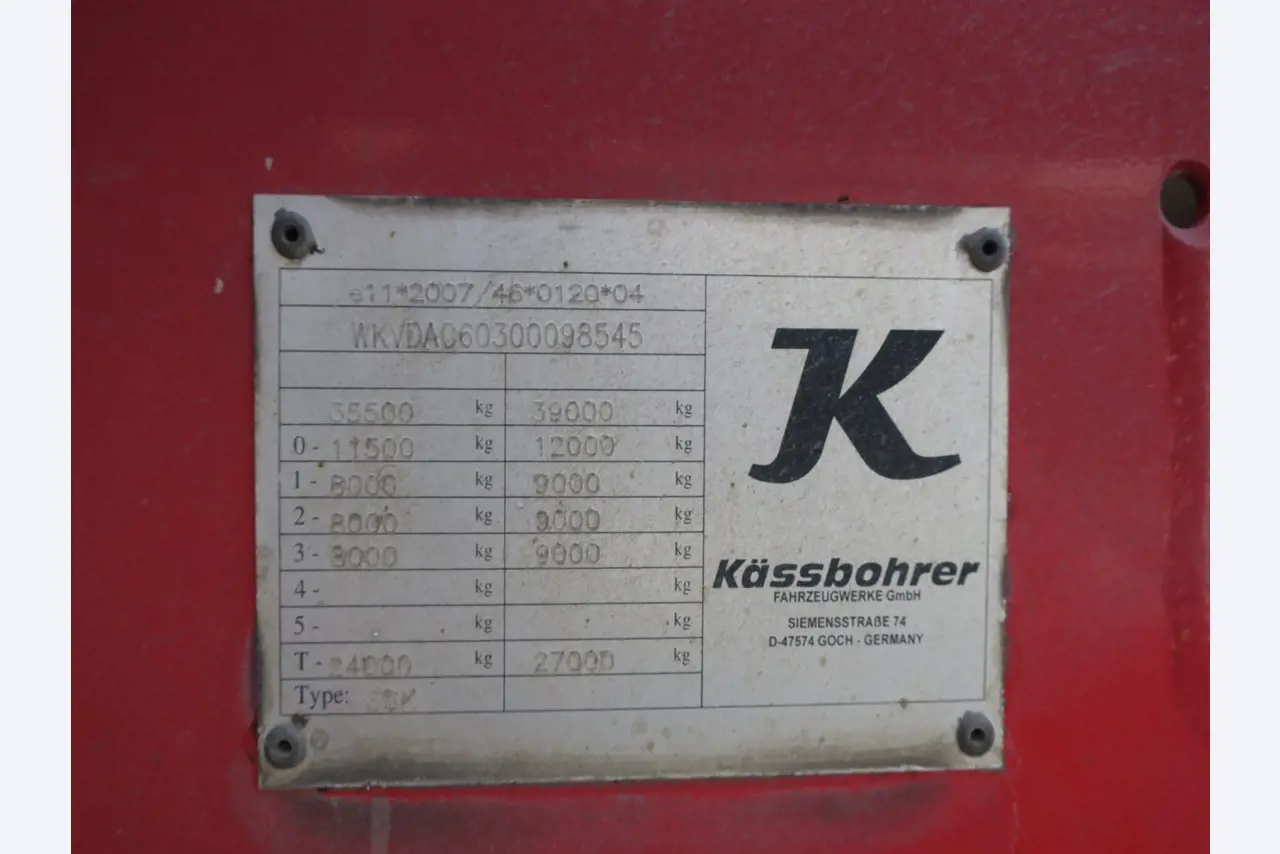 e11*2007/46*0120*04
WKVDAC60300098545
35500 kg 39000 kg
0 - 11500 kg 12000 kg
1 - 8000 kg 9000 kg
2 - 8000 kg 9000 kg
3 - 8000 kg 9000 kg
4 - kg kg
5 - kg kg
T - 24000 kg 27000 kg
Type:
K
Kässbohrer
FAHRZEUGWERKE GmbH
SIEMENSSTRAßE 74
D-47574 GOCH - GERMANY